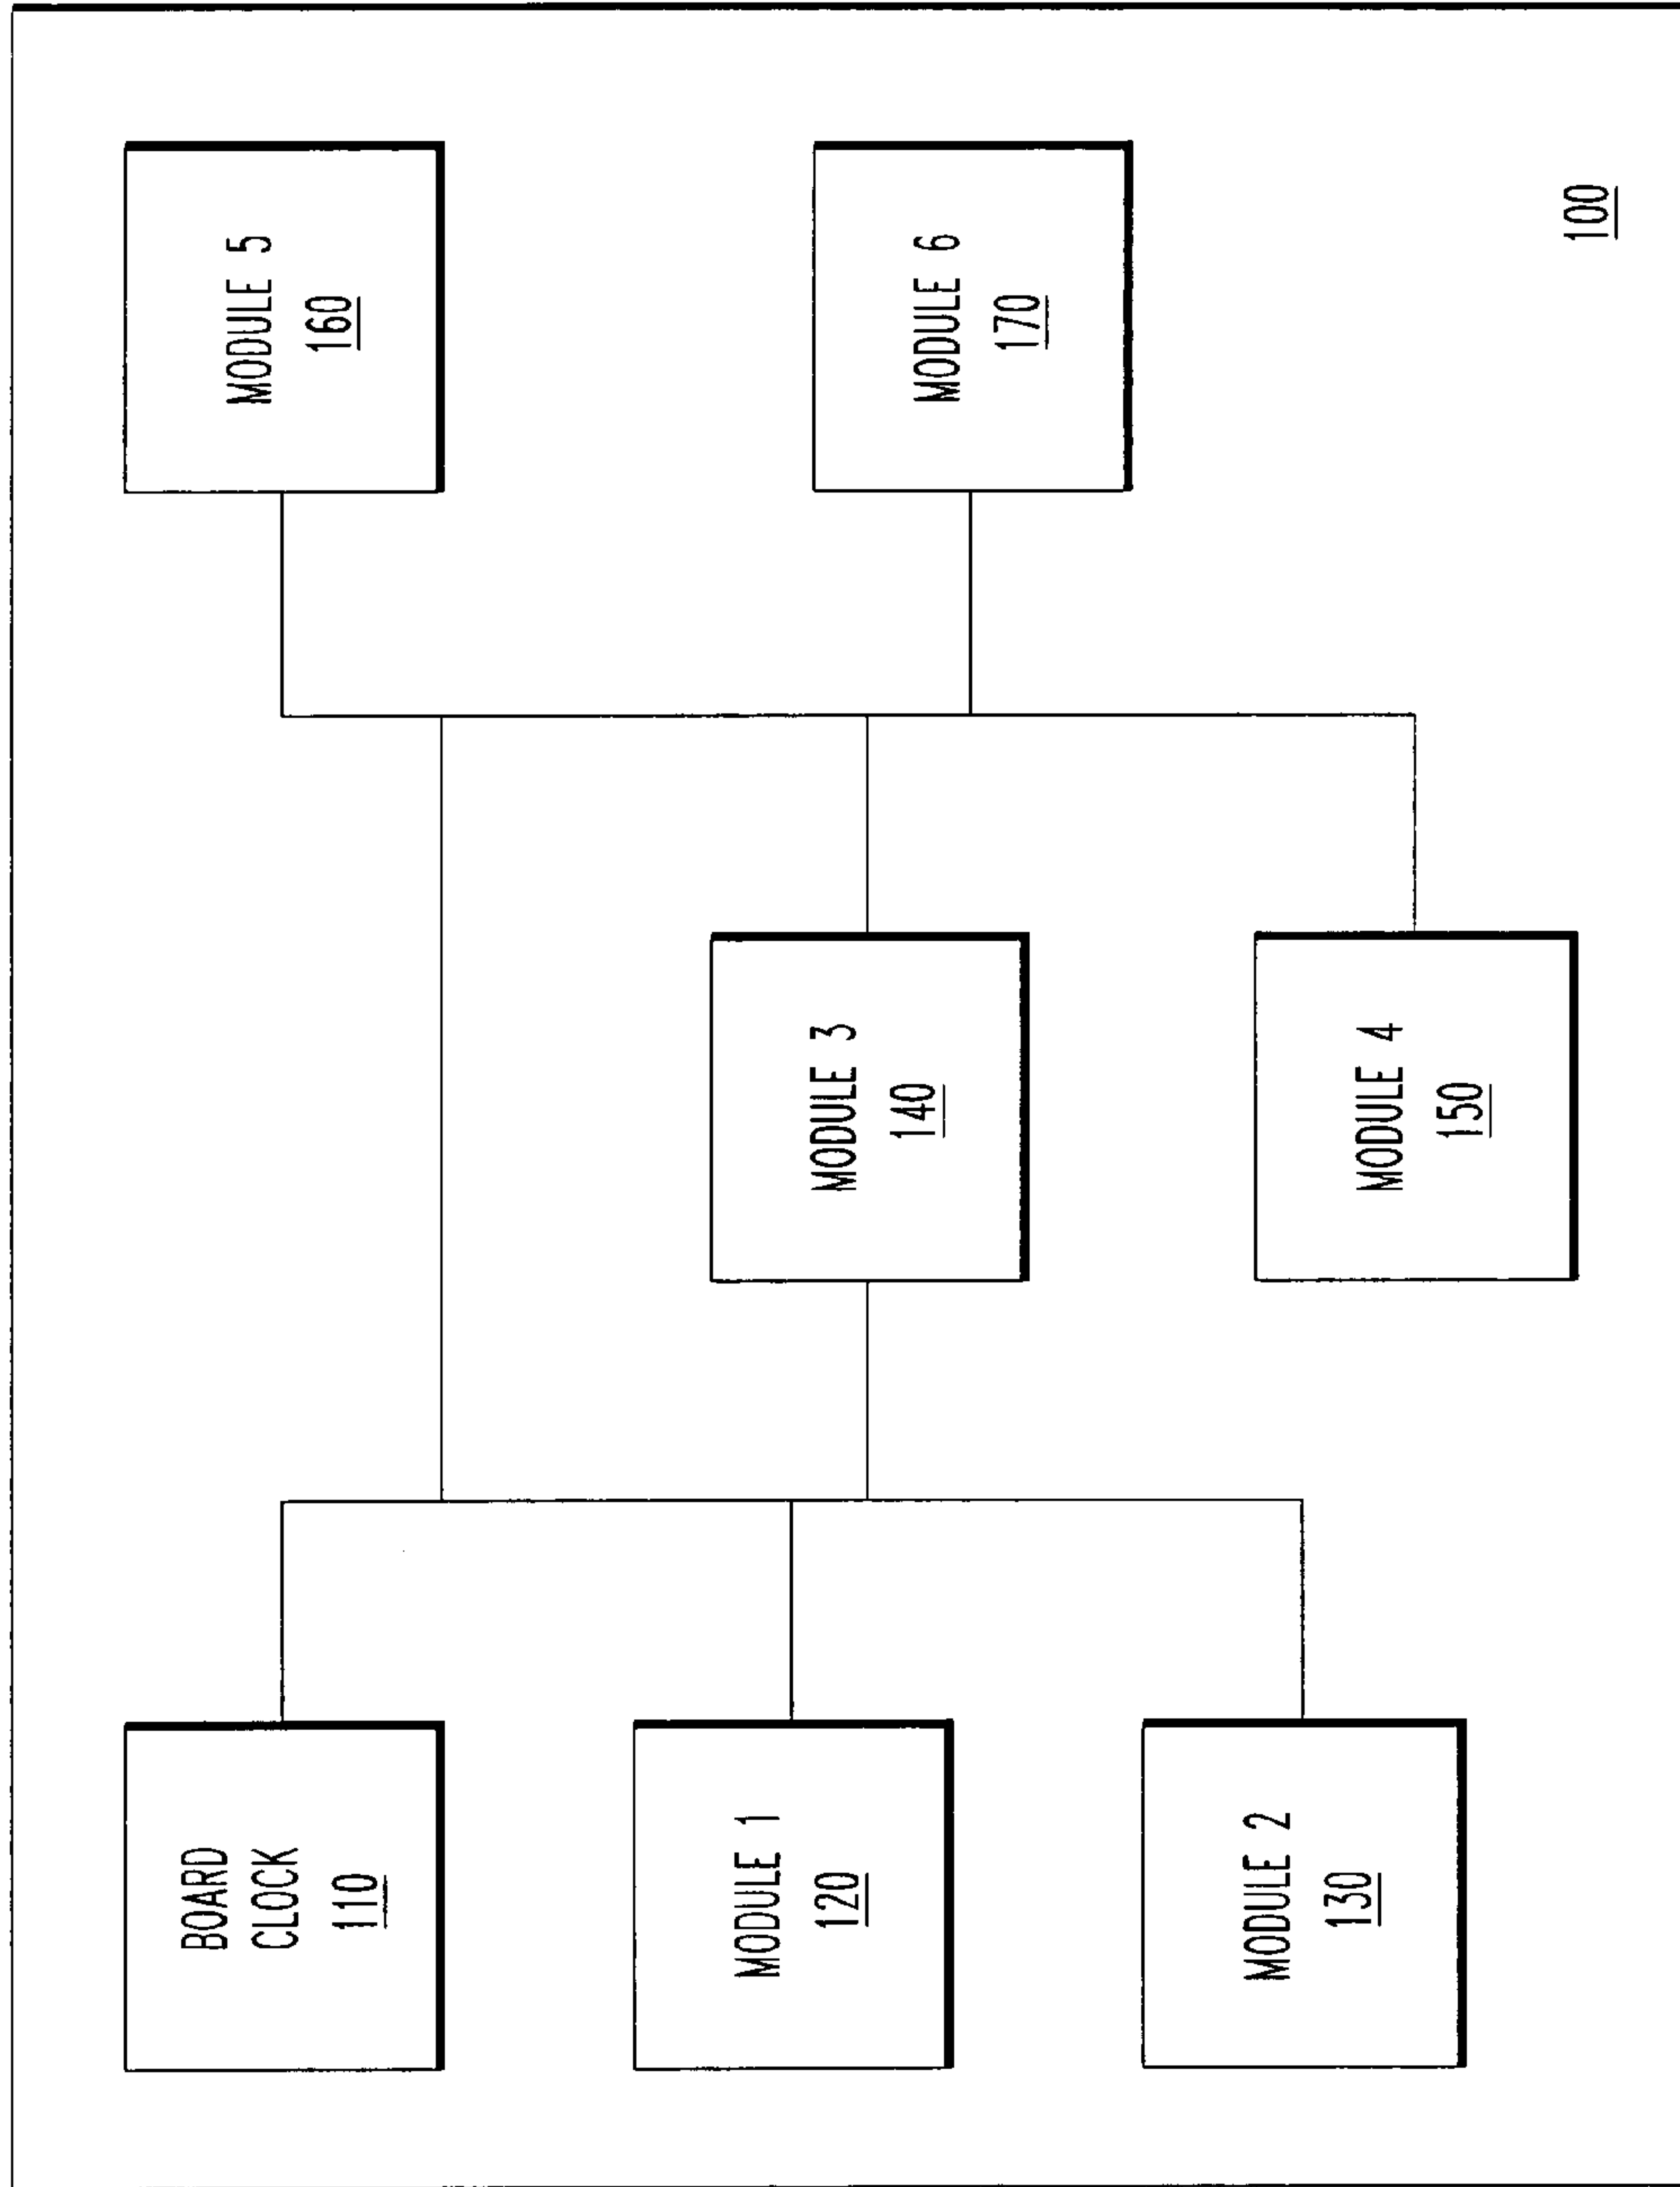 BOARD
CLOCK
110
MODULE 1
120
MODULE 2
130
MODULE 3
140
MODULE 4
150
MODULE 5
160
MODULE 6
170
100